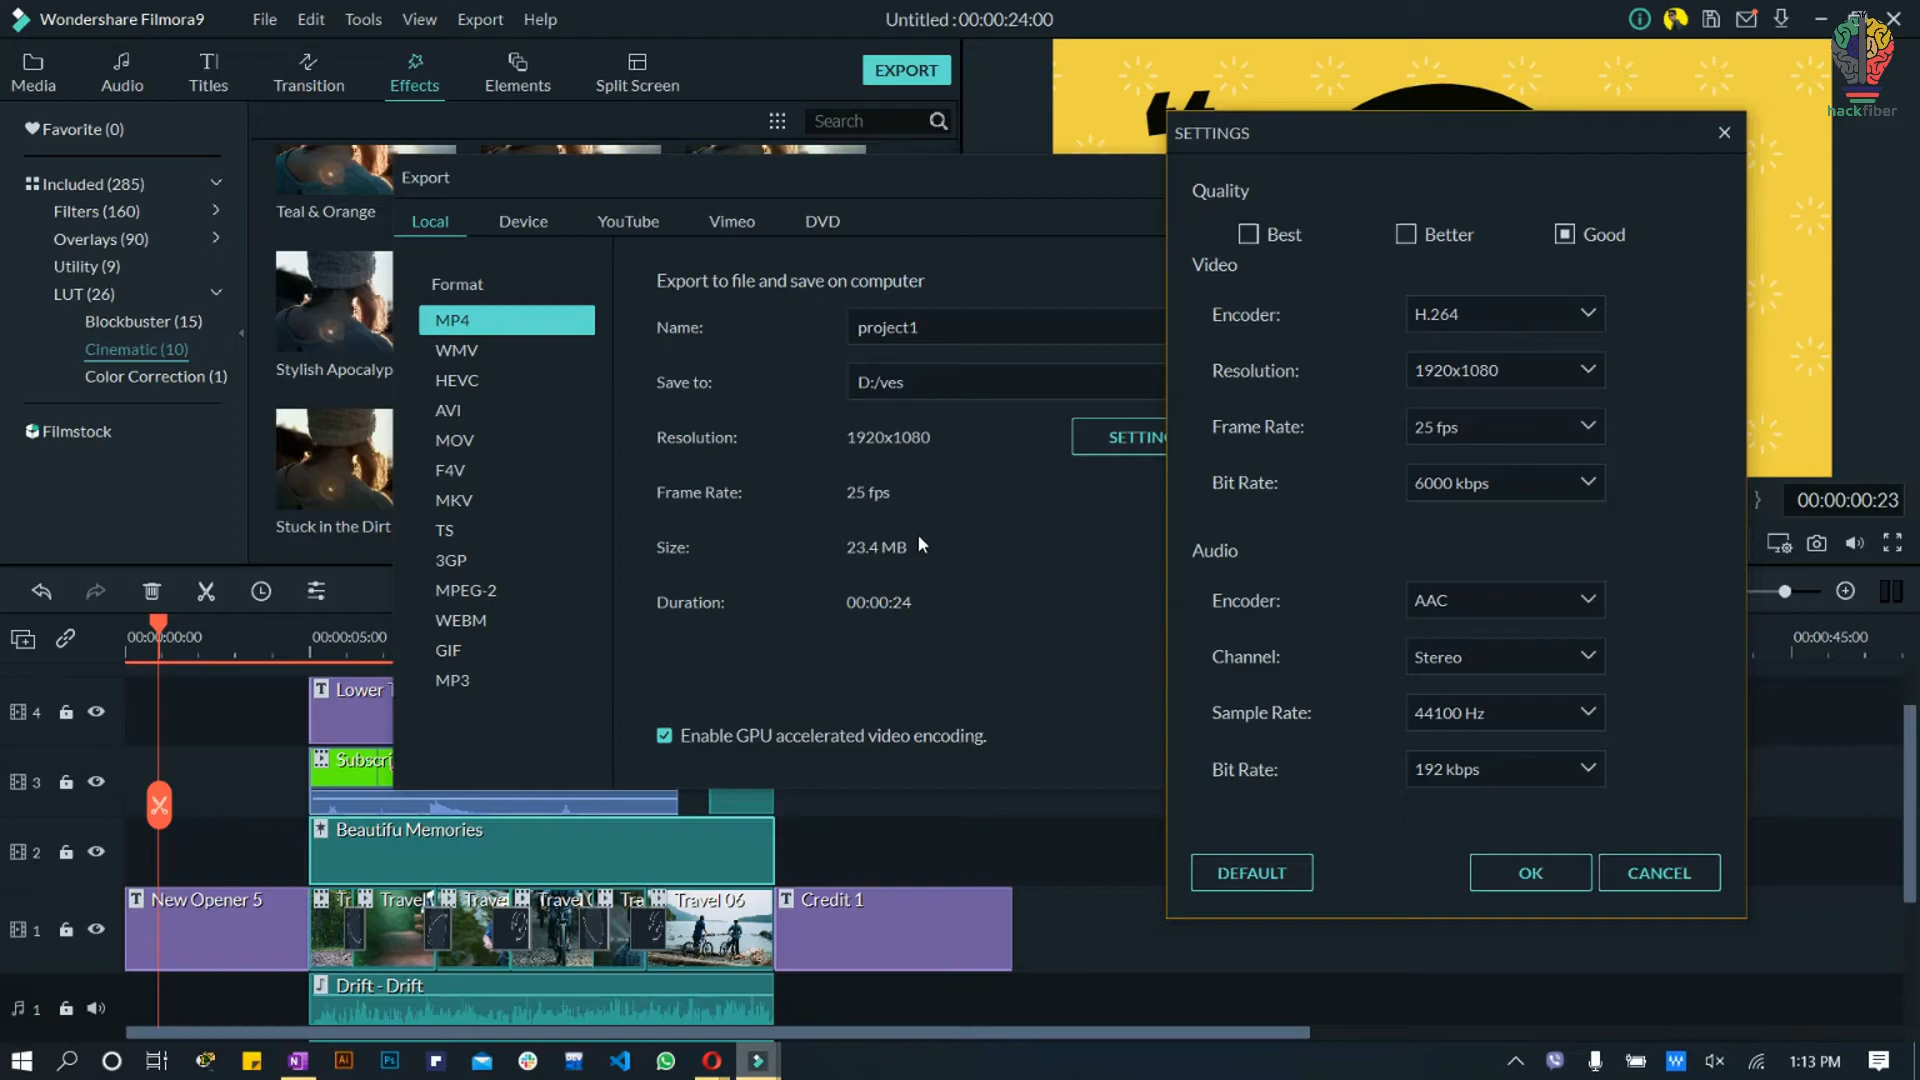 Wondershare Filmora9
File
Edit
Tools
View
Export
Help
Untitled : 00:00:24:00
hackfiber
Media
Audio
Titles
Transition
Effects
Elements
Split Screen
EXPORT
Search
Favorite (0)
Included (285)
Filters (160)
Overlays (90)
Utility (9)
LUT (26)
Blockbuster (15)
Cinematic (10)
Color Correction (1)
Filmstock
Teal & Orange
Stylish Apocalyp
Stuck in the Dirt
Export
Local
Device
YouTube
Vimeo
DVD
Format
MP4
WMV
HEVC
AVI
MOV
F4V
MKV
TS
3GP
MPEG-2
WEBM
GIF
MP3
Export to file and save on computer
Name: project1
Save to: D:/ves
Resolution: 1920x1080
SETTING
Frame Rate: 25 fps
Size: 23.4 MB
Duration: 00:00:24
Enable GPU accelerated video encoding.
SETTINGS
Quality
Best
Better
Good
Video
Encoder: H.264
Resolution: 1920x1080
Frame Rate: 25 fps
Bit Rate: 6000 kbps
Audio
Encoder: AAC
Channel: Stereo
Sample Rate: 44100 Hz
Bit Rate: 192 kbps
DEFAULT
OK
CANCEL
00:00:00:23
00:00:00:00
00:00:05:00
00:00:45:00
4
Lower T
3
Subscri
2
Beautifu Memories
1
New Opener 5
Tr
Travel
Trave
Travel
Tra
Travel 06
Credit 1
1
Drift - Drift
1:13 PM